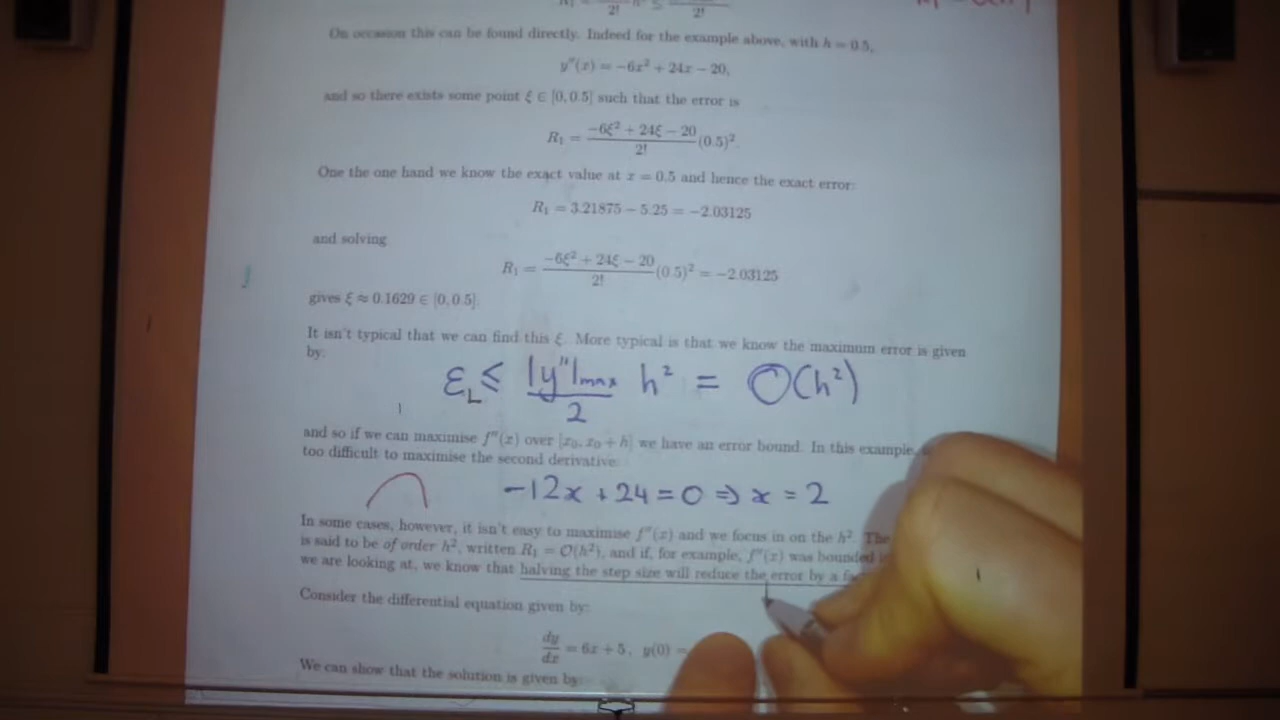 2! 2!
On occasion this can be found directly. Indeed for the example above, with h = 0.5,
y''(x) = −6x² + 24x − 20,
and so there exists some point ξ ∈ [0, 0.5] such that the error is
R₁ = (−6ξ² + 24ξ − 20)/2! (0.5)².
One the one hand we know the exact value at x = 0.5 and hence the exact error:
R₁ = 3.21875 − 5.25 = −2.03125
and solving
R₁ = (−6ξ² + 24ξ − 20)/2! (0.5)² = −2.03125
gives ξ ≈ 0.1629 ∈ [0, 0.5].
It isn't typical that we can find this ξ. More typical is that we know the maximum error is given
by:
ε_L ≤ |y''|max/2 h² = O(h²)
and so if we can maximise f''(x) over [x₀, x₀ + h] we have an error bound. In this example,
too difficult to maximise the second derivative.
−12x + 24 = 0 ⇒ x = 2
In some cases, however, it isn't easy to maximise f''(x) and we focus in on the h². The
is said to be of order h², written R₁ = O(h²), and if, for example, f''(x) was bounded
we are looking at, we know that halving the step size will reduce the error by a
Consider the differential equation given by:
dy/dx = 6x + 5, y(0) =
We can show that the solution is given by